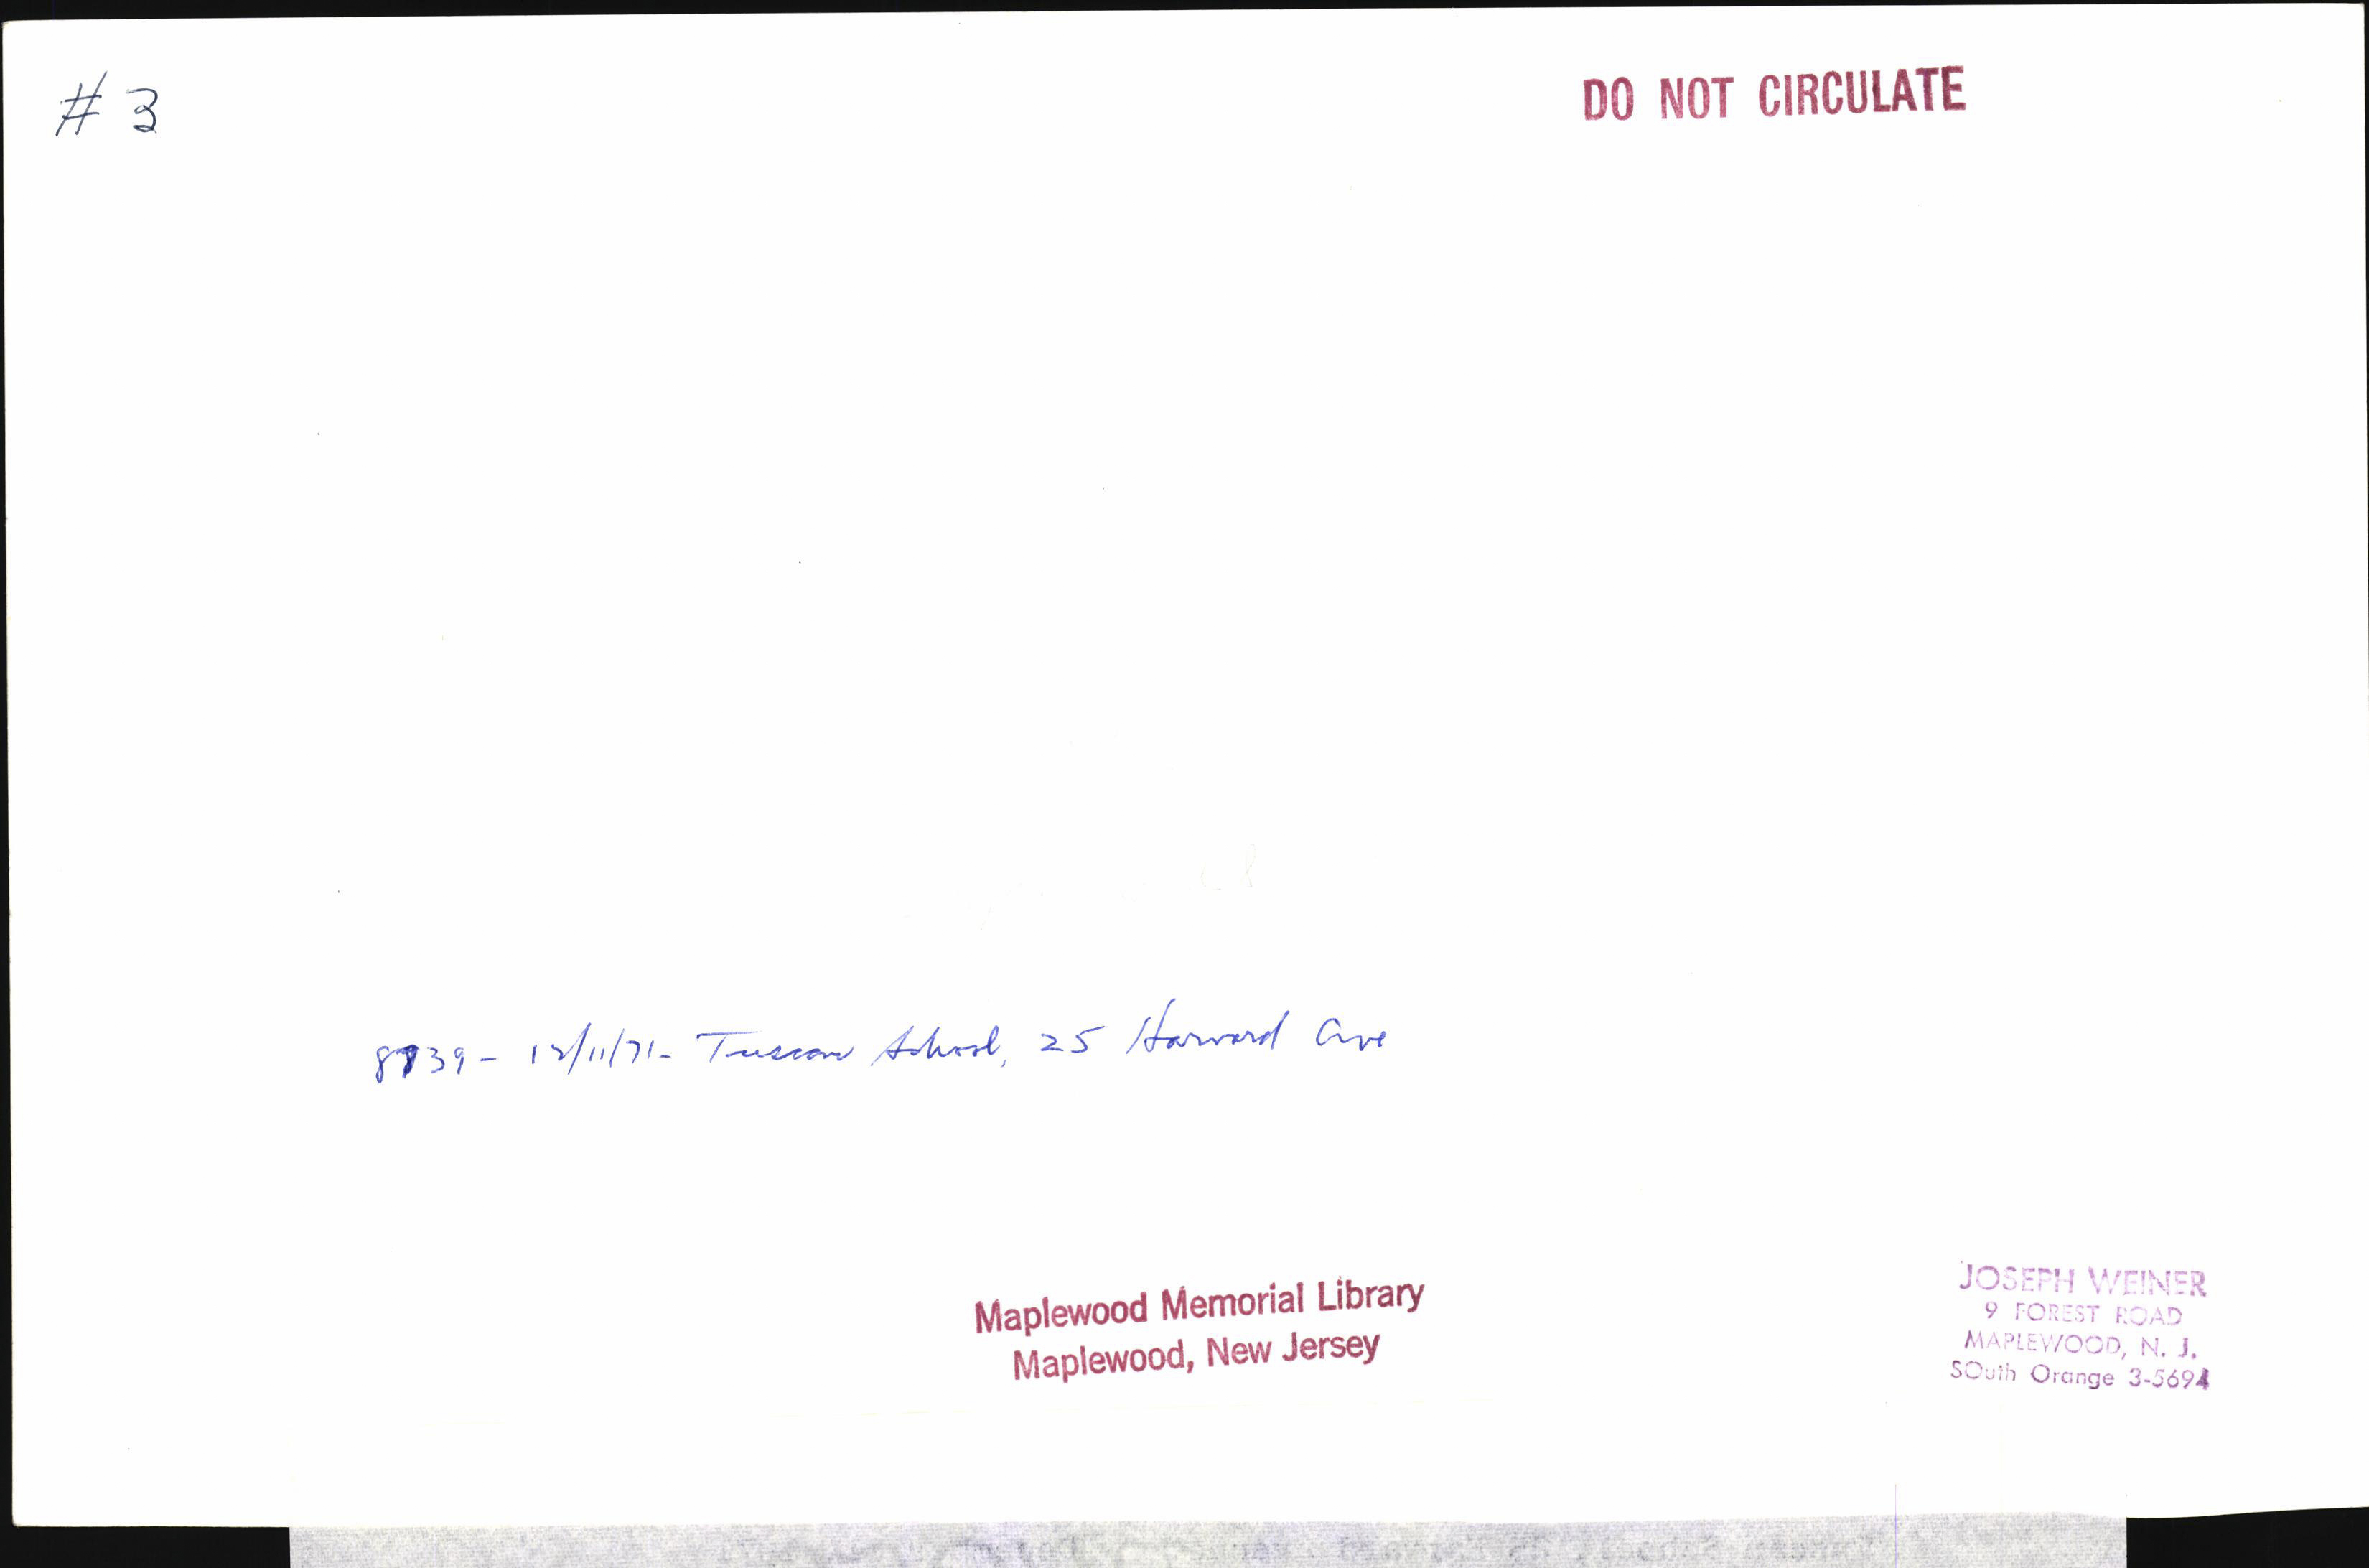 # 3
DO NOT CIRCULATE
8739 - 12/11/71 - Tuscan School, 25 Harvard Ave
Maplewood Memorial Library
Maplewood, New Jersey
JOSEPH WEINER
9 FOREST ROAD
MAPLEWOOD, N. J.
SOuth Orange 3-5694